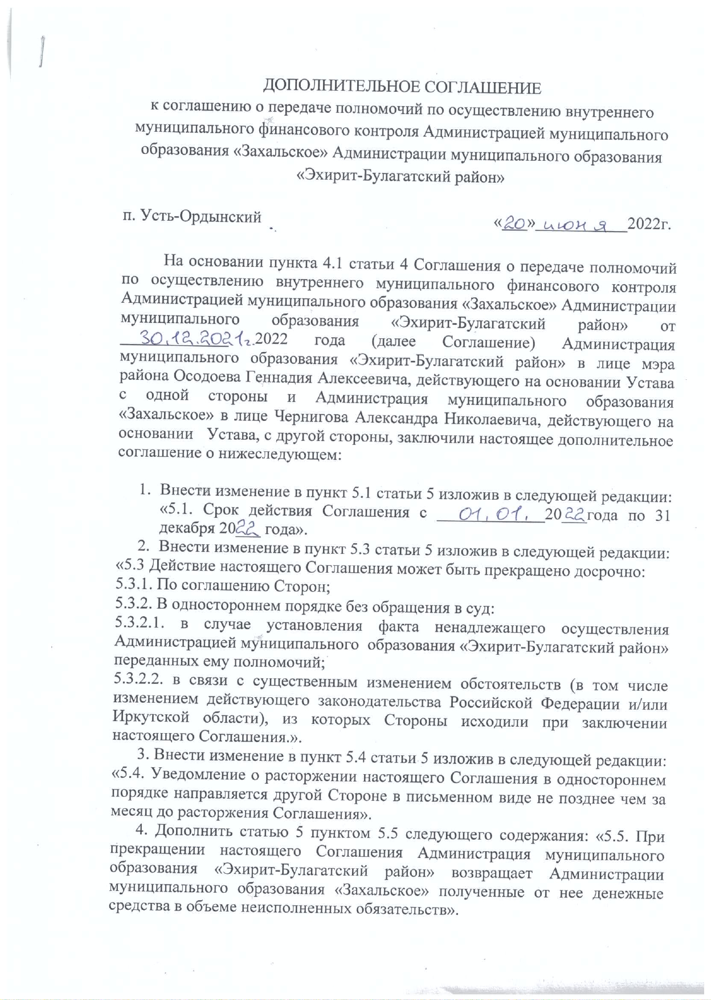 ДОПОЛНИТЕЛЬНОЕ СОГЛАШЕНИЕ
к соглашению о передаче полномочий по осуществлению внутреннего
муниципального финансового контроля Администрацией муниципального
образования «Захальское» Администрации муниципального образования
«Эхирит-Булагатский район»
п. Усть-Ордынский «20» июня 2022г.
На основании пункта 4.1 статьи 4 Соглашения о передаче полномочий
по осуществлению внутреннего муниципального финансового контроля
Администрацией муниципального образования «Захальское» Администрации
муниципального образования «Эхирит-Булагатский район» от
30.12.2021г.2022 года (далее Соглашение) Администрация
муниципального образования «Эхирит-Булагатский район» в лице мэра
района Осодоева Геннадия Алексеевича, действующего на основании Устава
с одной стороны и Администрация муниципального образования
«Захальское» в лице Чернигова Александра Николаевича, действующего на
основании Устава, с другой стороны, заключили настоящее дополнительное
соглашение о нижеследующем:
1. Внести изменение в пункт 5.1 статьи 5 изложив в следующей редакции:
«5.1. Срок действия Соглашения с 01.01. 2022 года по 31
декабря 2022 года».
2. Внести изменение в пункт 5.3 статьи 5 изложив в следующей редакции:
«5.3 Действие настоящего Соглашения может быть прекращено досрочно:
5.3.1. По соглашению Сторон;
5.3.2. В одностороннем порядке без обращения в суд:
5.3.2.1. в случае установления факта ненадлежащего осуществления
Администрацией муниципального образования «Эхирит-Булагатский район»
переданных ему полномочий;
5.3.2.2. в связи с существенным изменением обстоятельств (в том числе
изменением действующего законодательства Российской Федерации и/или
Иркутской области), из которых Стороны исходили при заключении
настоящего Соглашения.».
3. Внести изменение в пункт 5.4 статьи 5 изложив в следующей редакции:
«5.4. Уведомление о расторжении настоящего Соглашения в одностороннем
порядке направляется другой Стороне в письменном виде не позднее чем за
месяц до расторжения Соглашения».
4. Дополнить статью 5 пунктом 5.5 следующего содержания: «5.5. При
прекращении настоящего Соглашения Администрация муниципального
образования «Эхирит-Булагатский район» возвращает Администрации
муниципального образования «Захальское» полученные от нее денежные
средства в объеме неисполненных обязательств».